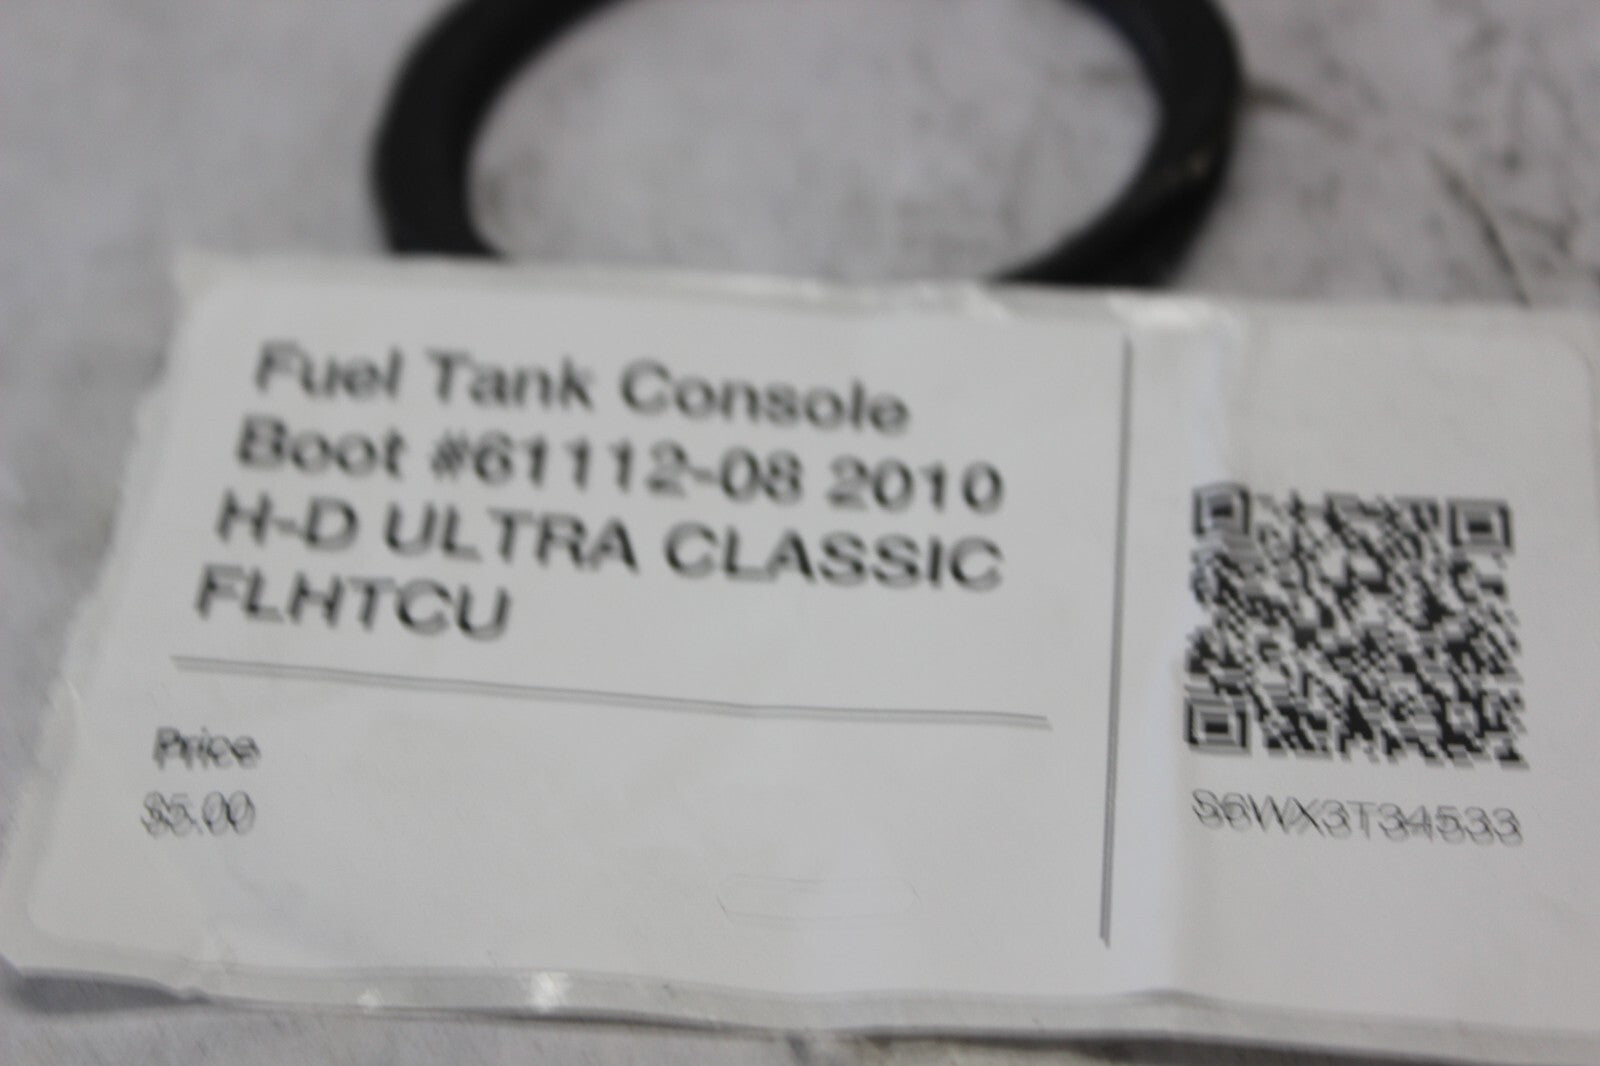 Fuel Tank Console
Boot #61112-08 2010
H-D ULTRA CLASSIC
FLHTCU
Price
$5.00
S6WX3T34533